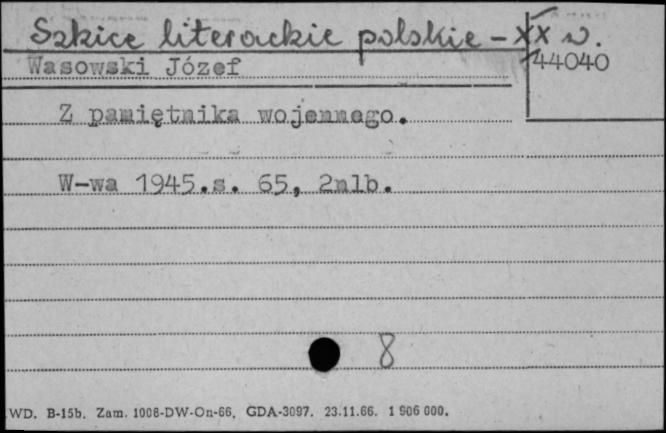 Szkice literackie polskie - XX w.
Wasowski Józef
44040
Z pamiętnika wojennego.
W-wa 1945.s. 65, 2nlb.
8
WD. B-15b. Zam. 1008-DW-On-66. GDA-3097. 23.11.66. 1 906 000.